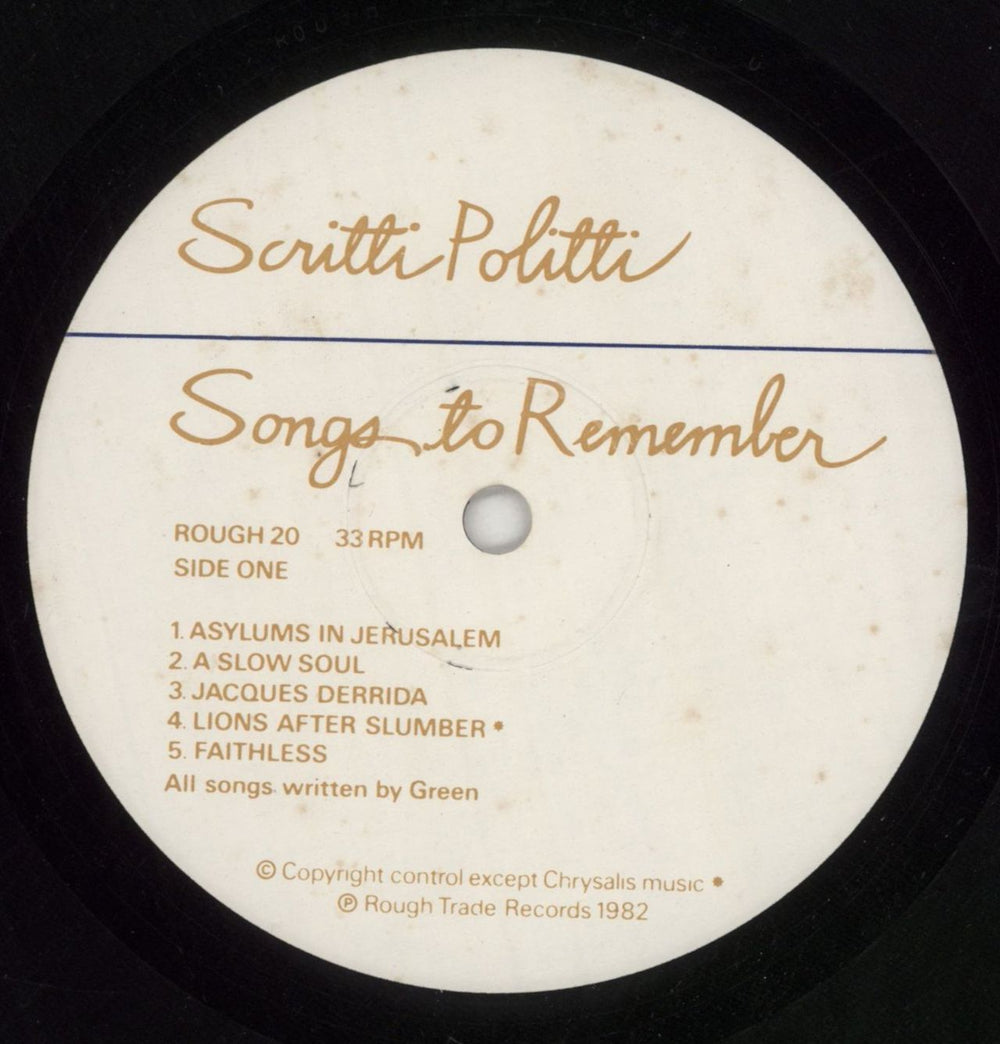 Scritti Politti
Songs to Remember
ROUGH 20 33 RPM
SIDE ONE
1. ASYLUMS IN JERUSALEM
2. A SLOW SOUL
3. JACQUES DERRIDA
4. LIONS AFTER SLUMBER *
5. FAITHLESS
All songs written by Green
© Copyright control except Chrysalis music *
℗ Rough Trade Records 1982